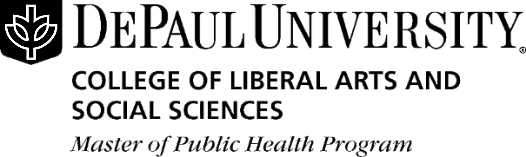 DEPAUL UNIVERSITY®
COLLEGE OF LIBERAL ARTS AND
SOCIAL SCIENCES
Master of Public Health Program